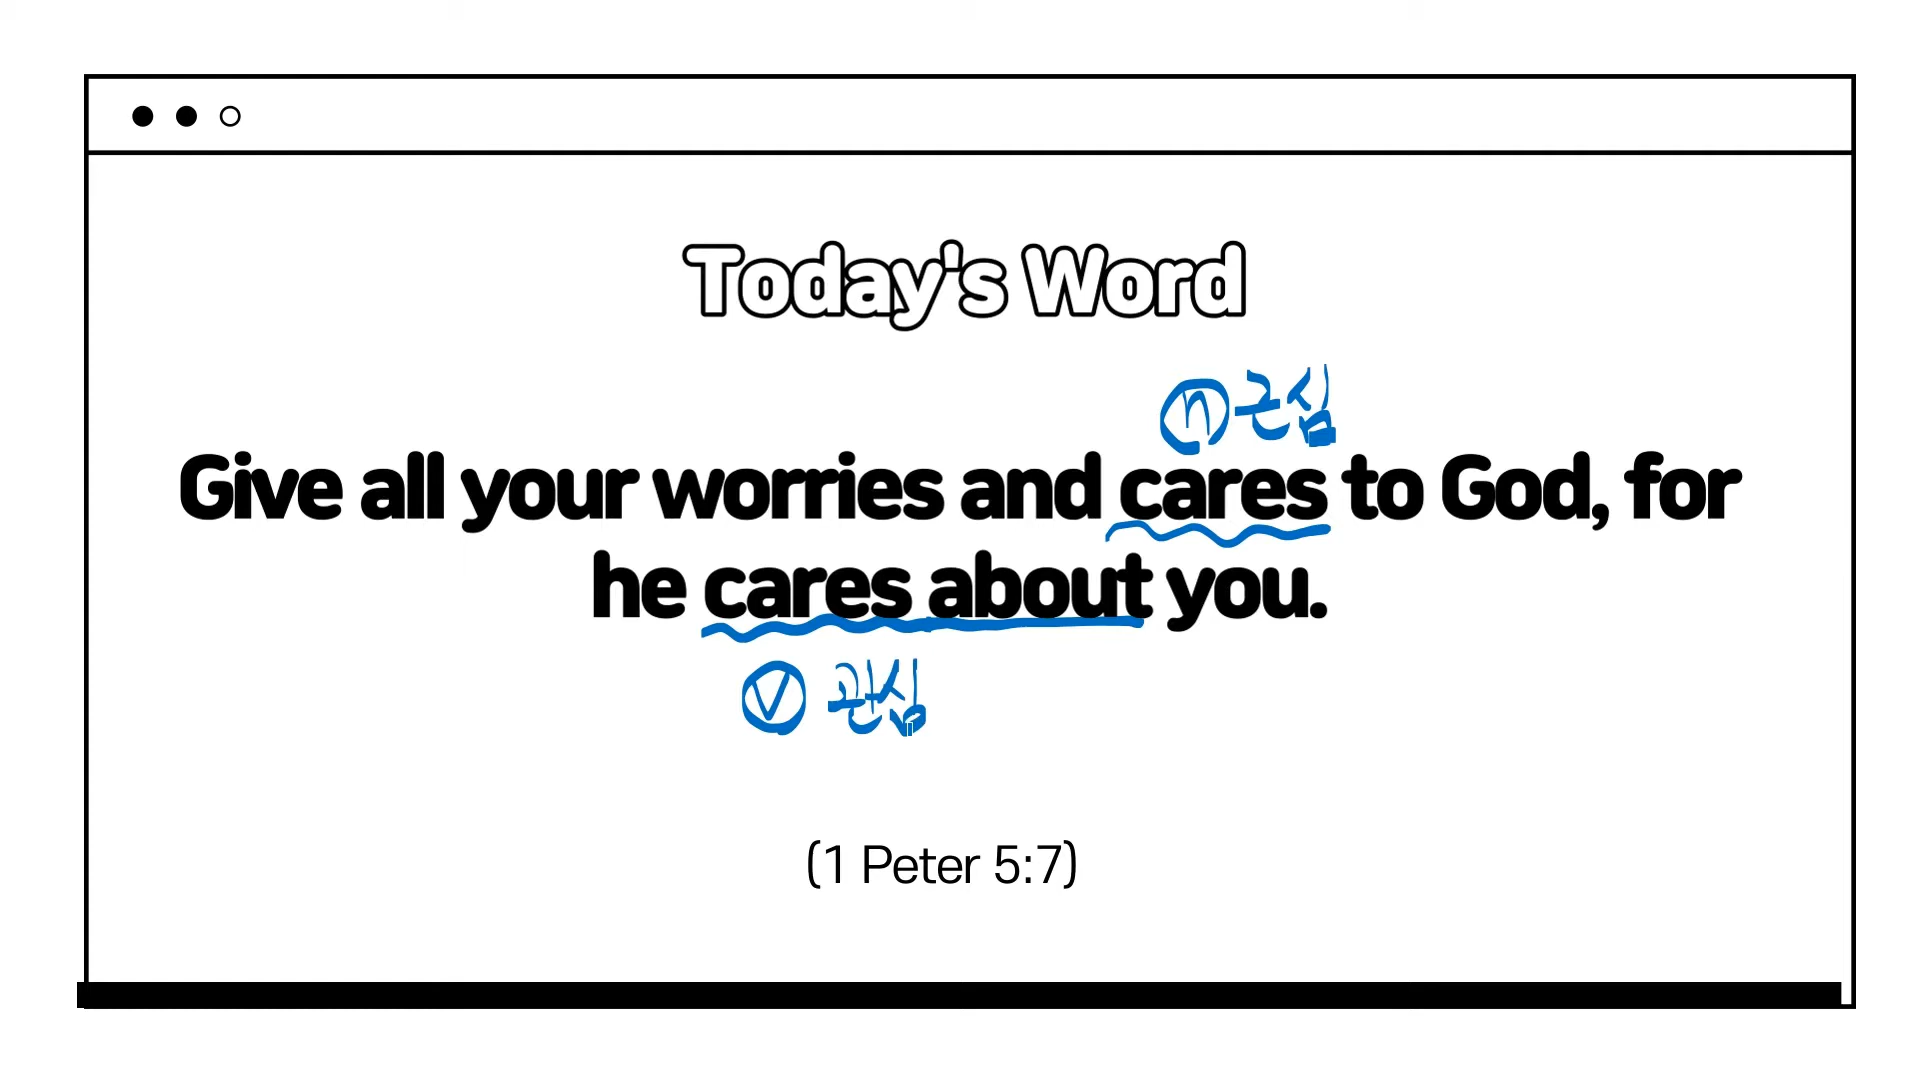 Today's Word
ⓝ 근심
Give all your worries and cares to God, for
he cares about you.
ⓥ 관심
(1 Peter 5:7)